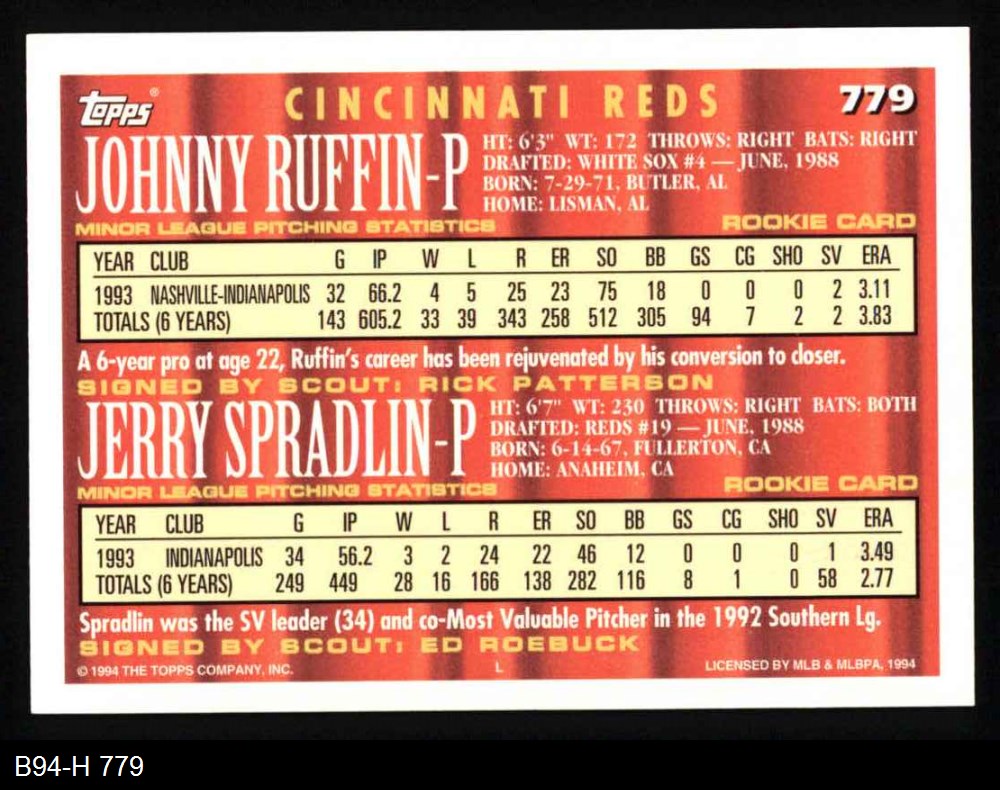 TOPPS® CINCINNATI REDS 779
JOHNNY RUFFIN-P
HT: 6'3" WT: 172 THROWS: RIGHT BATS: RIGHT
DRAFTED: WHITE SOX #4 — JUNE, 1988
BORN: 7-29-71, BUTLER, AL
HOME: LISMAN, AL
MINOR LEAGUE PITCHING STATISTICS ROOKIE CARD
YEAR CLUB G IP W L R ER SO BB GS CG SHO SV ERA
1993 NASHVILLE-INDIANAPOLIS 32 66.2 4 5 25 23 75 18 0 0 0 2 3.11
TOTALS (6 YEARS) 143 605.2 33 39 343 258 512 305 94 7 2 2 3.83
A 6-year pro at age 22, Ruffin's career has been rejuvenated by his conversion to closer.
SIGNED BY SCOUT: RICK PATTERSON
JERRY SPRADLIN-P
HT: 6'7" WT: 230 THROWS: RIGHT BATS: BOTH
DRAFTED: REDS #19 — JUNE, 1988
BORN: 6-14-67, FULLERTON, CA
HOME: ANAHEIM, CA
MINOR LEAGUE PITCHING STATISTICS ROOKIE CARD
YEAR CLUB G IP W L R ER SO BB GS CG SHO SV ERA
1993 INDIANAPOLIS 34 56.2 3 2 24 22 46 12 0 0 0 1 3.49
TOTALS (6 YEARS) 249 449 28 16 166 138 282 116 8 1 0 58 2.77
Spradlin was the SV leader (34) and co-Most Valuable Pitcher in the 1992 Southern Lg.
SIGNED BY SCOUT: ED ROEBUCK
© 1994 THE TOPPS COMPANY, INC. L LICENSED BY MLB & MLBPA, 1994
B94-H 779